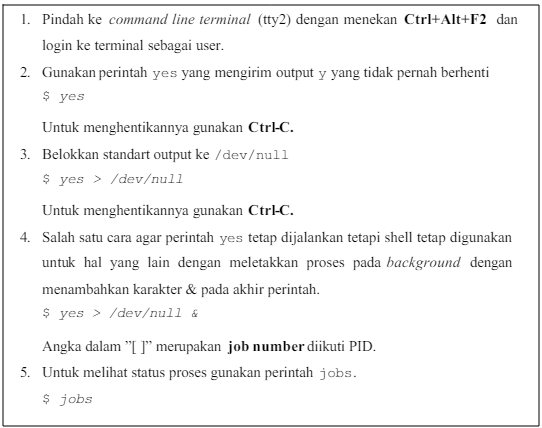 1. Pindah ke command line terminal (tty2) dengan menekan Ctrl+Alt+F2 dan
login ke terminal sebagai user.
2. Gunakan perintah yes yang mengirim output y yang tidak pernah berhenti
$ yes
Untuk menghentikannya gunakan Ctrl-C.
3. Belokkan standart output ke /dev/null
$ yes > /dev/null
Untuk menghentikannya gunakan Ctrl-C.
4. Salah satu cara agar perintah yes tetap dijalankan tetapi shell tetap digunakan
untuk hal yang lain dengan meletakkan proses pada background dengan
menambahkan karakter & pada akhir perintah.
$ yes > /dev/null &
Angka dalam ”[ ]” merupakan job number diikuti PID.
5. Untuk melihat status proses gunakan perintah jobs.
$ jobs